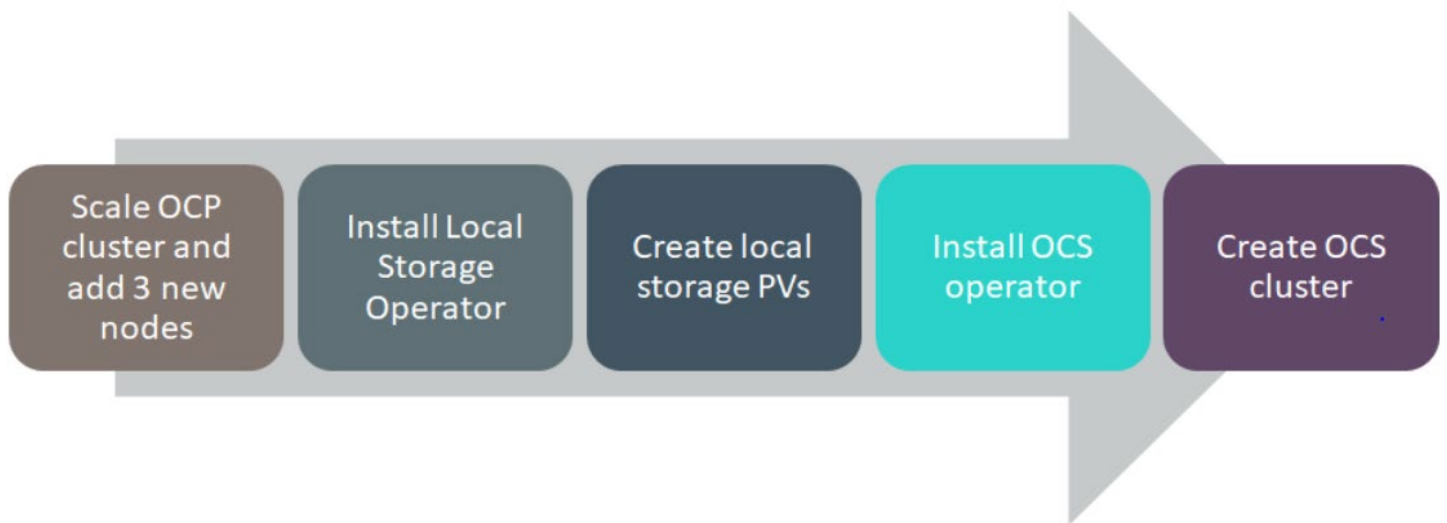 Scale OCP
cluster and
add 3 new
nodes
Install Local
Storage
Operator
Create local
storage PVs
Install OCS
operator
Create OCS
cluster